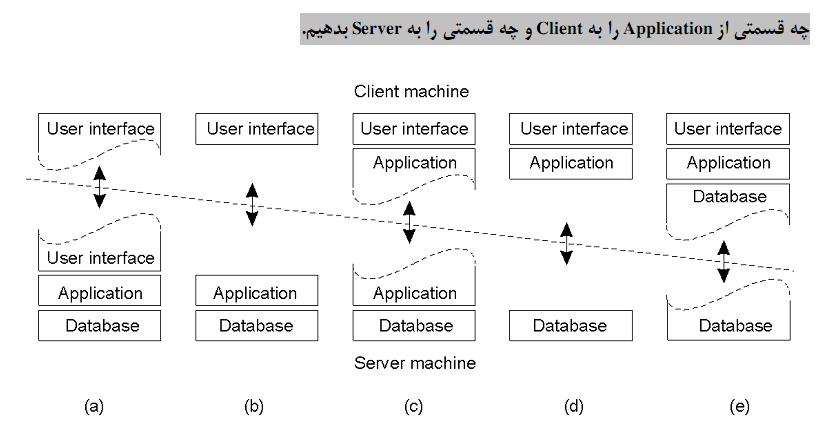 چه قسمتی از Application را به Client و چه قسمتی را به Server بدهیم.
Client machine
User interface User interface User interface User interface User interface
Application Application Application
Database
User interface
Application Application Application
Database Database Database Database Database
Server machine
(a) (b) (c) (d) (e)